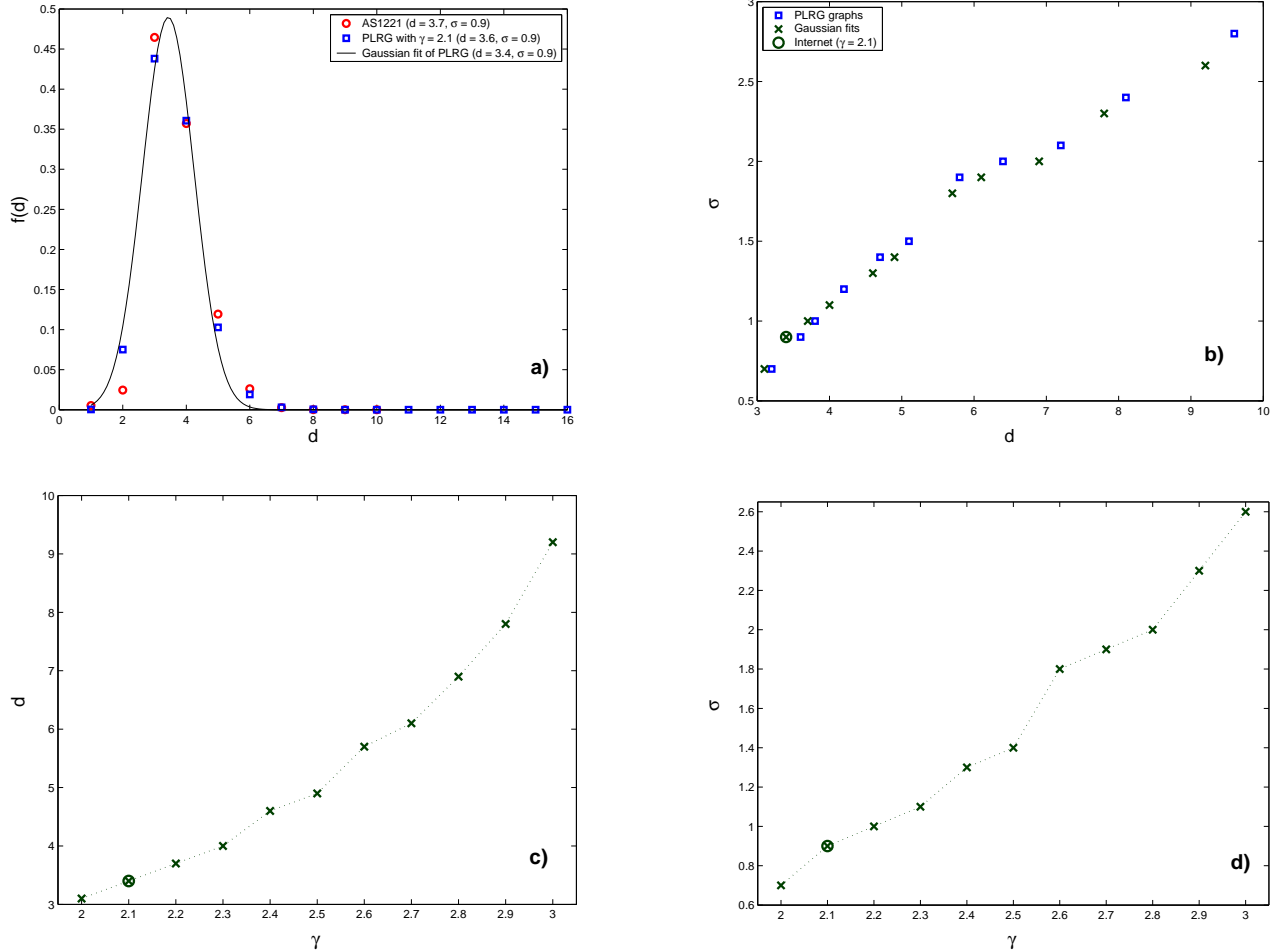 0.5
0.45
0.4
0.35
0.3
0.25
0.2
0.15
0.1
0.05
0
f(d)
0 2 4 6 8 10 12 14 16
d
AS1221 (d = 3.7, σ = 0.9)
PLRG with γ = 2.1 (d = 3.6, σ = 0.9)
Gaussian fit of PLRG (d = 3.4, σ = 0.9)
a)
3
2.5
2
1.5
1
0.5
σ
3 4 5 6 7 8 9 10
d
PLRG graphs
Gaussian fits
Internet (γ = 2.1)
b)
10
9
8
7
6
5
4
3
d
2 2.1 2.2 2.3 2.4 2.5 2.6 2.7 2.8 2.9 3
γ
c)
2.6
2.4
2.2
2
1.8
1.6
1.4
1.2
1
0.8
0.6
σ
2 2.1 2.2 2.3 2.4 2.5 2.6 2.7 2.8 2.9 3
γ
d)